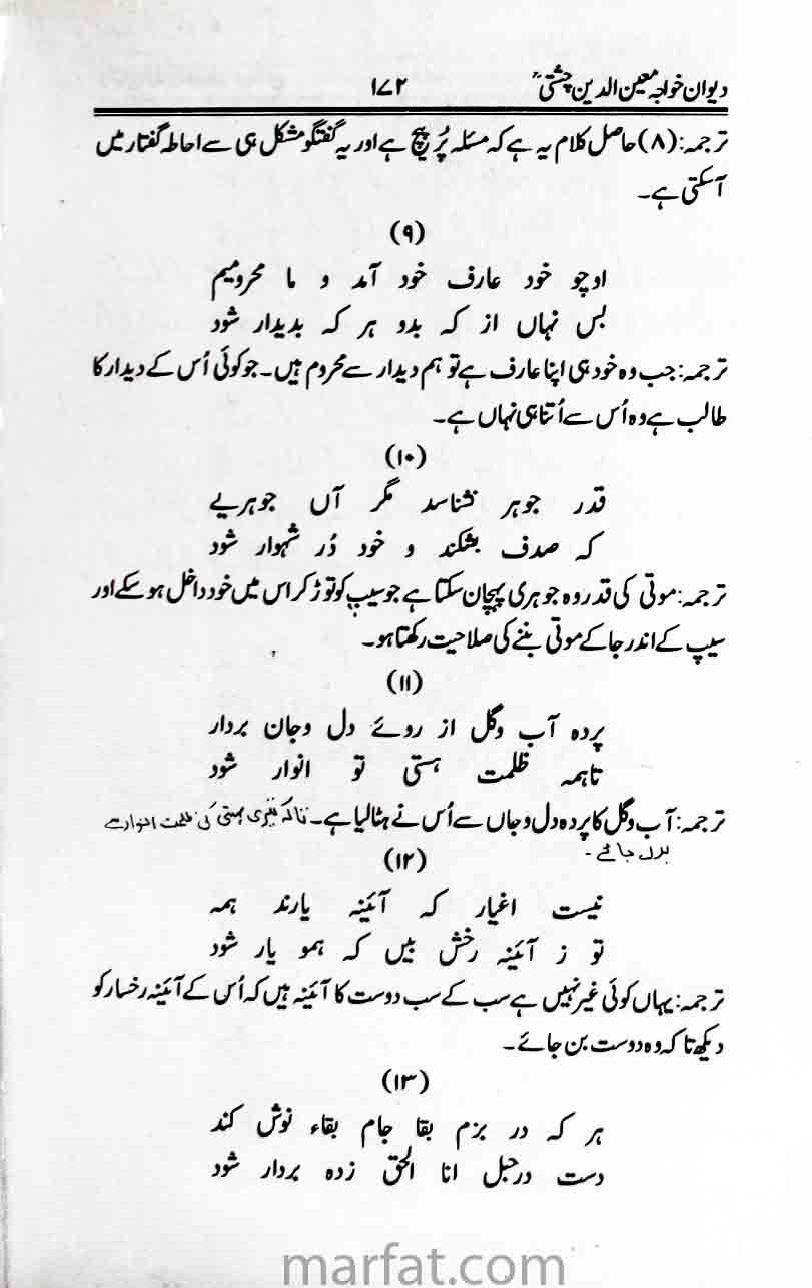 دیوان خواجہ معین الدین چشتیؒ ۱۷۲
ترجمہ: (۸) حاصل کلام یہ ہے کہ مسئلہ پُر پیچ ہے اور یہ گفتگو مشکل ہی سے احاطہ گفتار میں
آسکتی ہے۔
(۹)
اوچو خود عارف خود آمد و ما محرومیم
بس نہاں از کہ بدو ہر کہ بدیدار شود
ترجمہ: جب وہ خود ہی اپنا عارف ہے تو ہم دیدار سے محروم ہیں۔ جو کوئی اُس کے دیدار کا
طالب ہے وہ اُس سے اُتنا ہی نہاں ہے۔
(۱۰)
قدر جوہر نشناسد مگر آں جوہریے
کہ صدف بشکند و خود دُر شہوار شود
ترجمہ: موتی کی قدر وہ جوہری پہچان سکتا ہے جو سیپ کو توڑ کر اس میں خود داخل ہو سکے اور
سیپ کے اندر جا کے موتی بننے کی صلاحیت رکھتا ہو۔
(۱۱)
پردہ آب وگل از روئے دل وجان بردار
تاہمہ ظلمت ہستی تو انوار شود
ترجمہ: آب وگل کا پردہ دل وجاں سے اُس نے ہٹالیا ہے۔ تاکہ تیری ہستی کی ظلمت انوار سے
بدل جائے۔
(۱۲)
نیست اغیار کہ آئینہ یارند ہمہ
تو ز آئینہ رخش بیں کہ ہمو یار شود
ترجمہ: یہاں کوئی غیر نہیں ہے سب کے سب دوست کا آئینہ ہیں کہ اُس کے آئینہ رخسار کو
دیکھ تا کہ وہ دوست بن جائے۔
(۱۳)
ہر کہ در بزم بقا جام بقاء نوش کند
دست درحبل انا الحق زدہ بردار شود
marfat.com